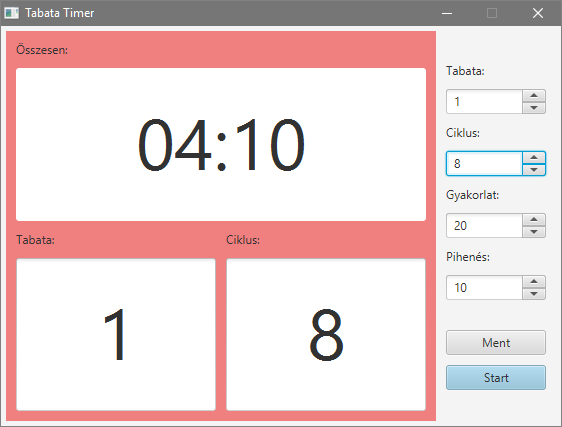 Tabata Timer
Összesen:
04:10
Tabata:
Ciklus:
1
8
Tabata:
1
Ciklus:
8
Gyakorlat:
20
Pihenés:
10
Ment
Start